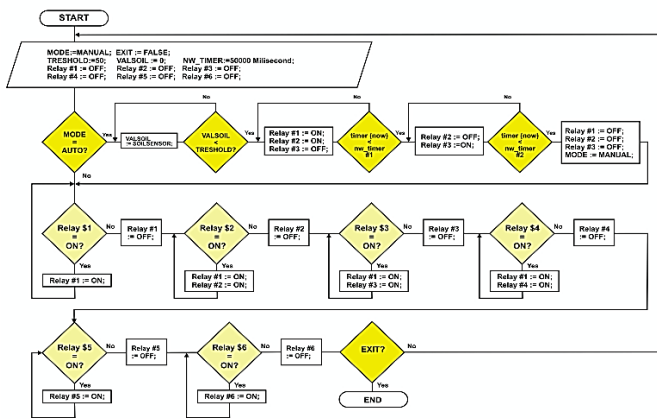 START
MODE:=MANUAL; EXIT := FALSE;
TRESHOLD:=50; VALSOIL := 0; NW_TIMER:=50000 Milisecond;
Relay #1 := OFF; Relay #2 := OFF; Relay #3 := OFF;
Relay #4 := OFF; Relay #5 := OFF; Relay #6 := OFF;
No
No
No
MODE
=
AUTO?
Yes
VALSOIL
:= SOILSENSOR;
VALSOIL
<
TRESHOLD?
Yes
Relay #1 := ON;
Relay #2 := ON;
Relay #3 := OFF;
timer {now}
<
nw_timer
#1
Yes
Relay #2 := OFF;
Relay #3 :=ON;
timer {now}
<
nw_timer
#2
Yes
Relay #1 := OFF;
Relay #2 := OFF;
Relay #3 := OFF;
MODE := MANUAL;
No
Relay $1
=
ON?
No
Relay #1
:= OFF;
Yes
Relay #1 := ON;
Relay $2
=
ON?
No
Relay #2
:= OFF;
Yes
Relay #1 := ON;
Relay #2 := ON;
Relay $3
=
ON?
No
Relay #3
:= OFF;
Yes
Relay #1 := ON;
Relay #3 := ON;
Relay $4
=
ON?
No
Relay #4
:= OFF;
Yes
Relay #1 := ON;
Relay #4 := ON;
Relay $5
=
ON?
No
Relay #5
:= OFF;
Yes
Relay #5 := ON;
Relay $6
=
ON?
No
Relay #6
:= OFF;
Yes
Relay #6 := ON;
EXIT?
No
Yes
END